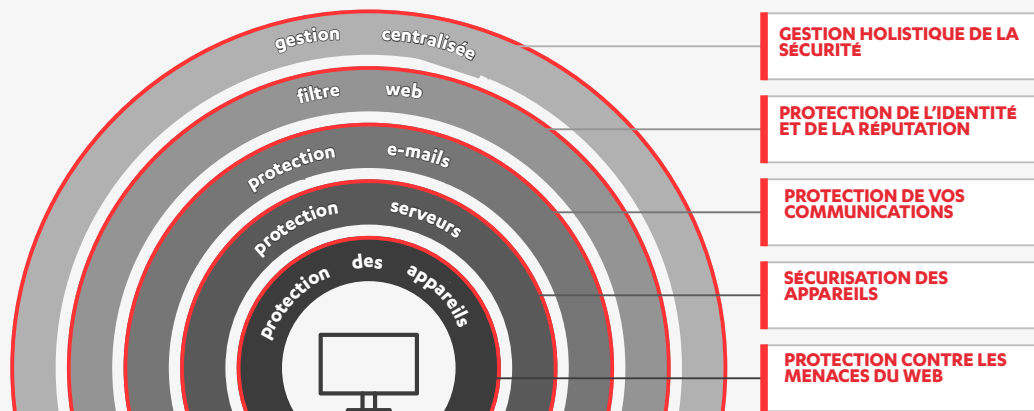 gestion centralisée
filtre web
protection e-mails
protection serveurs
protection des appareils
GESTION HOLISTIQUE DE LA
SÉCURITÉ
PROTECTION DE L'IDENTITÉ
ET DE LA RÉPUTATION
PROTECTION DE VOS
COMMUNICATIONS
SÉCURISATION DES
APPAREILS
PROTECTION CONTRE LES
MENACES DU WEB